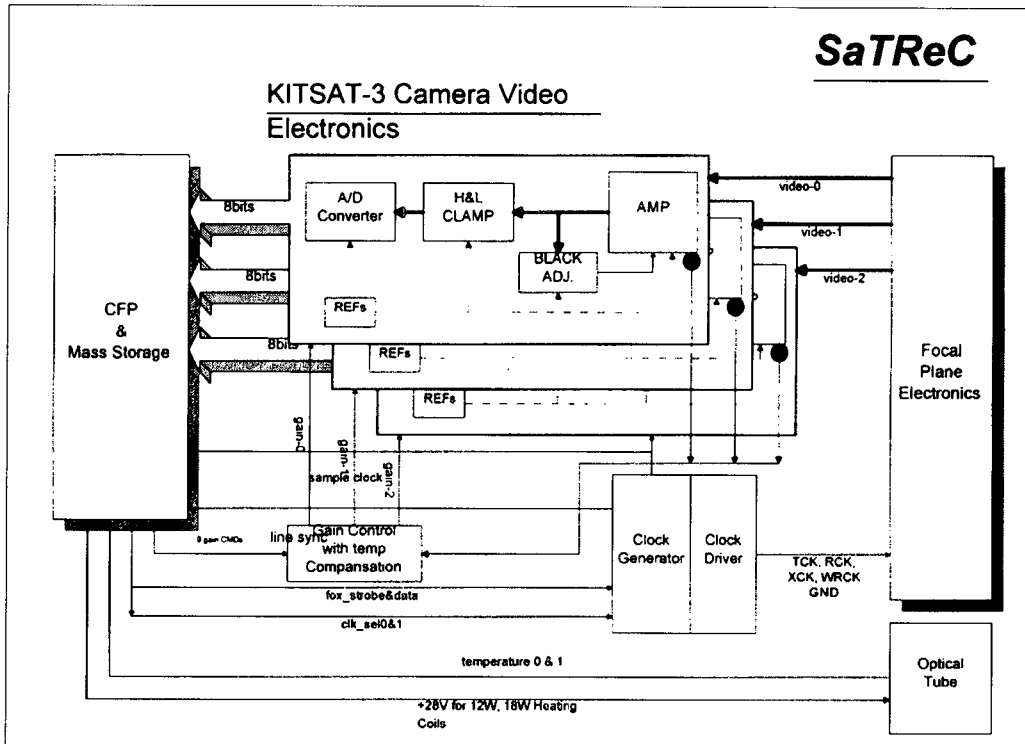 SaTReC
KITSAT-3 Camera Video
Electronics
CFP
&
Mass Storage
8bits
8bits
8bits
A/D
Converter
H&L
CLAMP
AMP
BLACK
ADJ.
REFs
REFs
REFs
video-0
video-1
video-2
Focal
Plane
Electronics
gain-0
gain-1
gain-2
sample clock
line sync
Gain Control
with temp
Compansation
Clock
Generator
Clock
Driver
TCK, RCK,
XCK, WRCK
GND
gain CMDs
fox_strobe&data
clk_sel0&1
temperature 0 & 1
+28V for 12W, 18W Heating
Coils
Optical
Tube